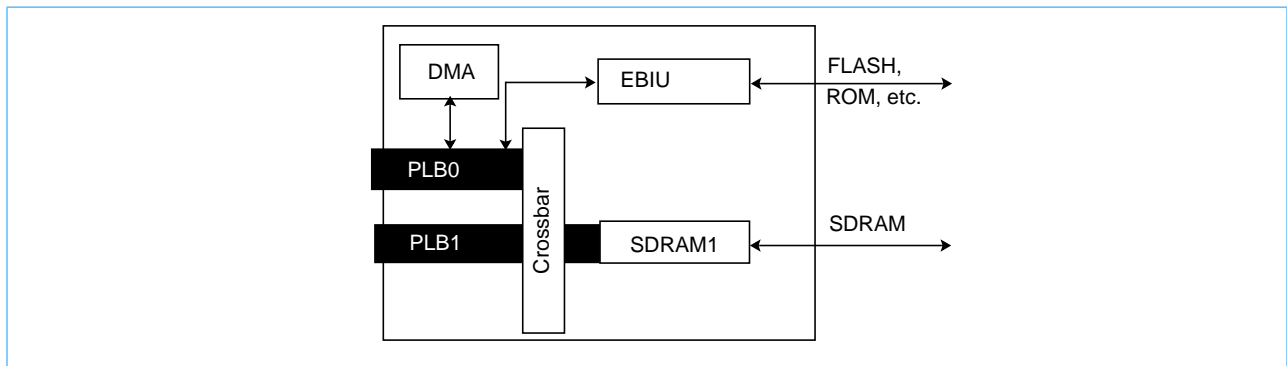 DMA
EBIU
FLASH,
ROM, etc.
PLB0
Crossbar
PLB1
SDRAM1
SDRAM